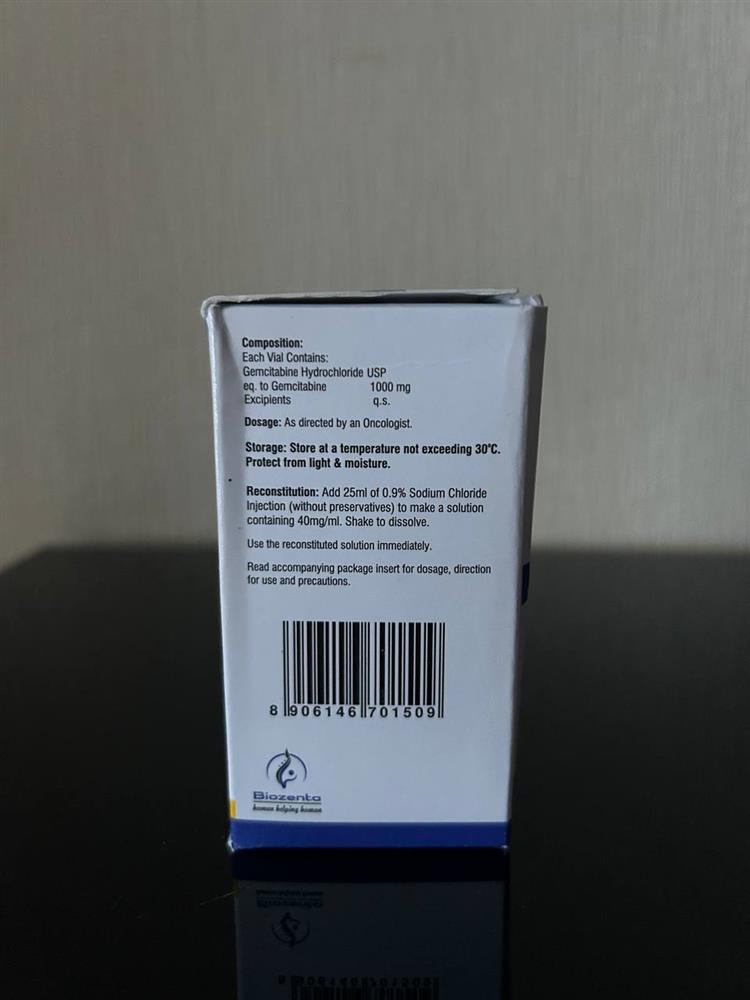 Composition:
Each Vial Contains:
Gemcitabine Hydrochloride USP
eq. to Gemcitabine 1000 mg
Excipients q.s.
Dosage: As directed by an Oncologist.
Storage: Store at a temperature not exceeding 30°C.
Protect from light & moisture.
Reconstitution: Add 25ml of 0.9% Sodium Chloride
Injection (without preservatives) to make a solution
containing 40mg/ml. Shake to dissolve.
Use the reconstituted solution immediately.
Read accompanying package insert for dosage, direction
for use and precautions.
8 906146 701509
Biozenta
human helping human